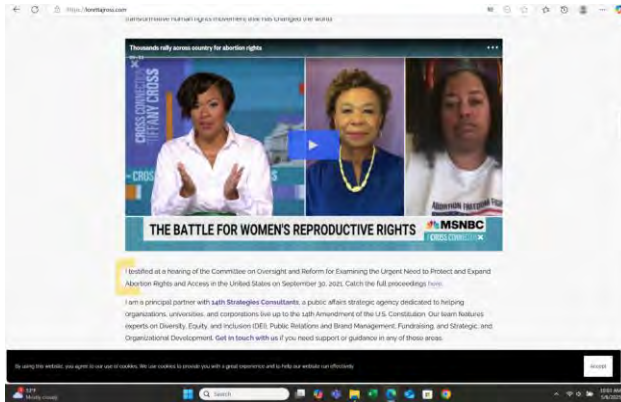 https://lorettajross.com
transformative human rights movement that has changed the world.
Thousands rally across country for abortion rights
CROSS CONNECTION
TIFFANY CROSS
ABORTION FREEDOM
THE BATTLE FOR WOMEN'S REPRODUCTIVE RIGHTS
MSNBC
I testified at a hearing of the Committee on Oversight and Reform for Examining the Urgent Need to Protect and Expand
Abortion Rights and Access in the United States on September 30, 2021. Catch the full proceedings here.
I am a principal partner with 14th Strategies Consultants, a public affairs strategic agency dedicated to helping
organizations, universities, and corporations live up to the 14th Amendment of the U.S. Constitution. Our team features
experts on Diversity, Equity, and Inclusion (DEI), Public Relations and Brand Management, Fundraising, and Strategic, and
Organizational Development. Get in touch with us if you need support or guidance in any of those areas.
By using this website, you agree to our use of cookies. We use cookies to provide you with a great experience and to help our website run effectively.
Accept
Mostly cloudy
Search